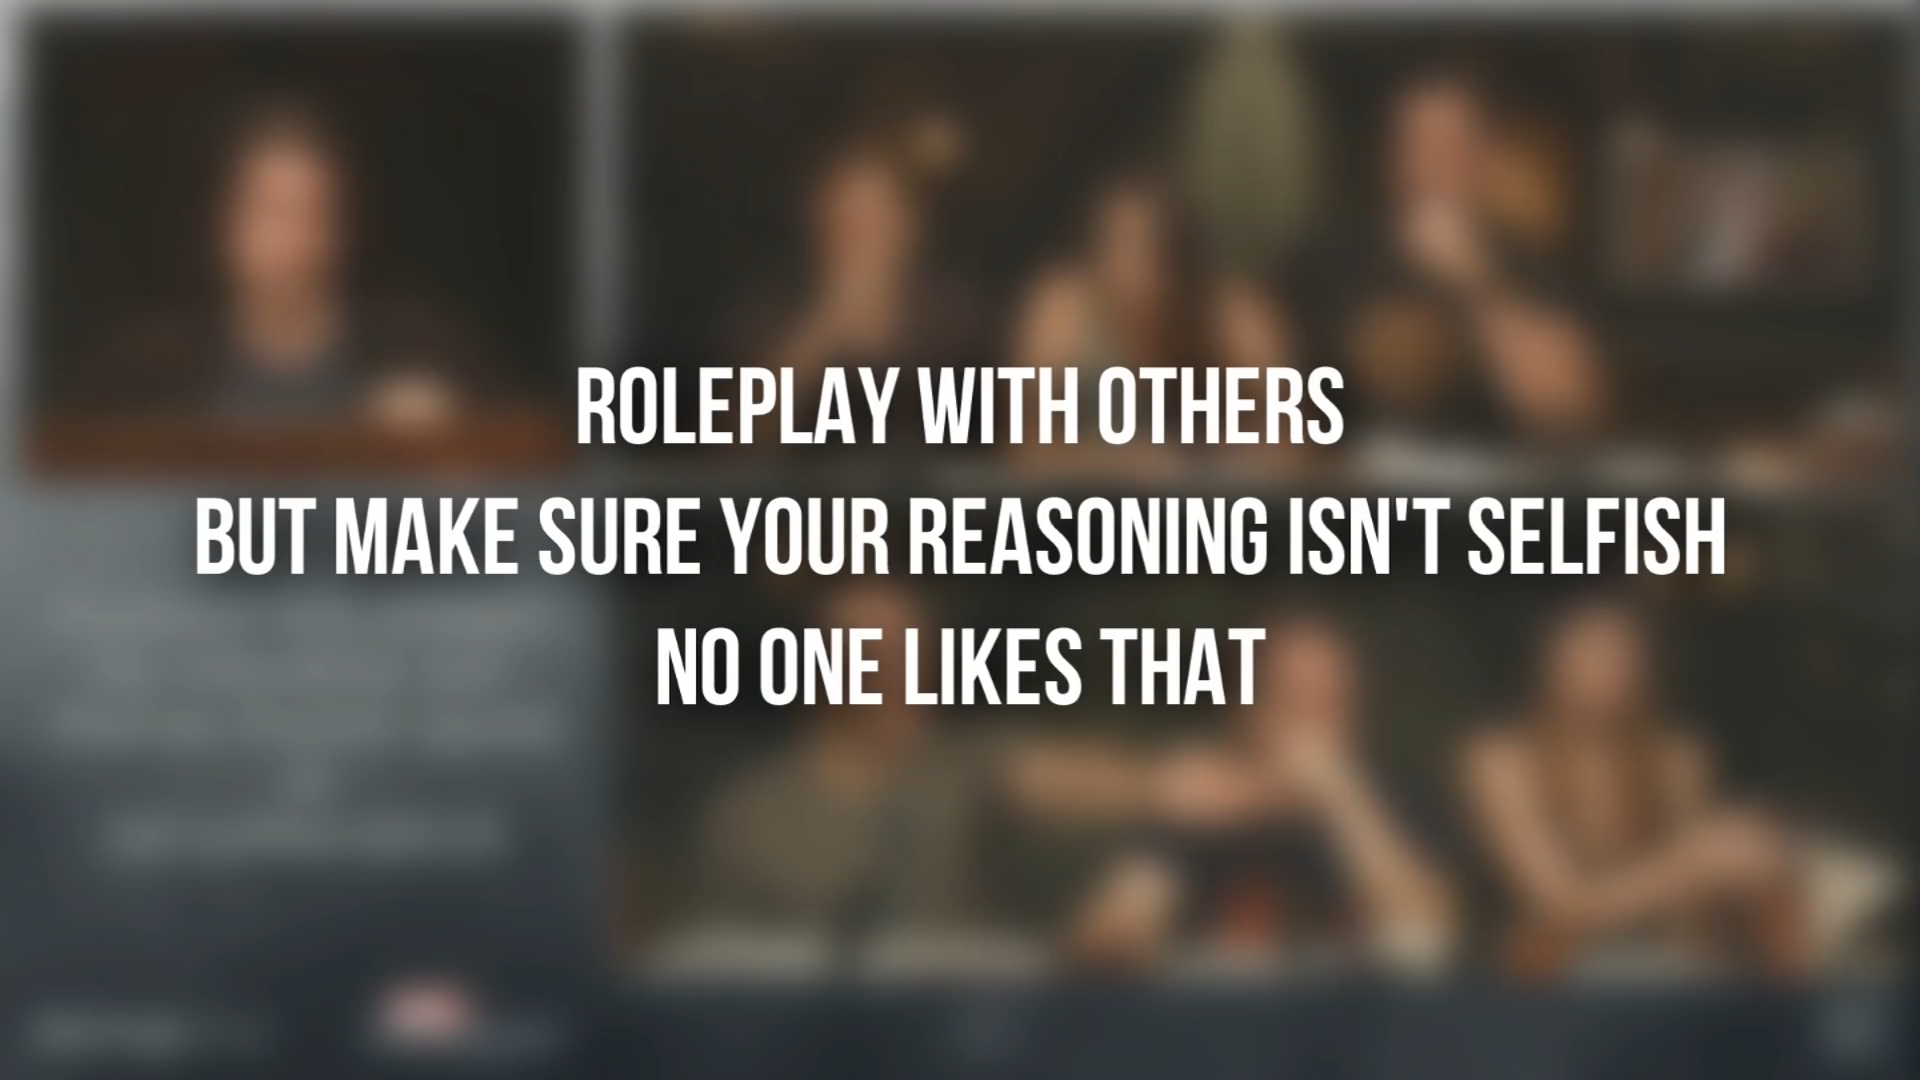 ROLEPLAY WITH OTHERS
BUT MAKE SURE YOUR REASONING ISN'T SELFISH
NO ONE LIKES THAT